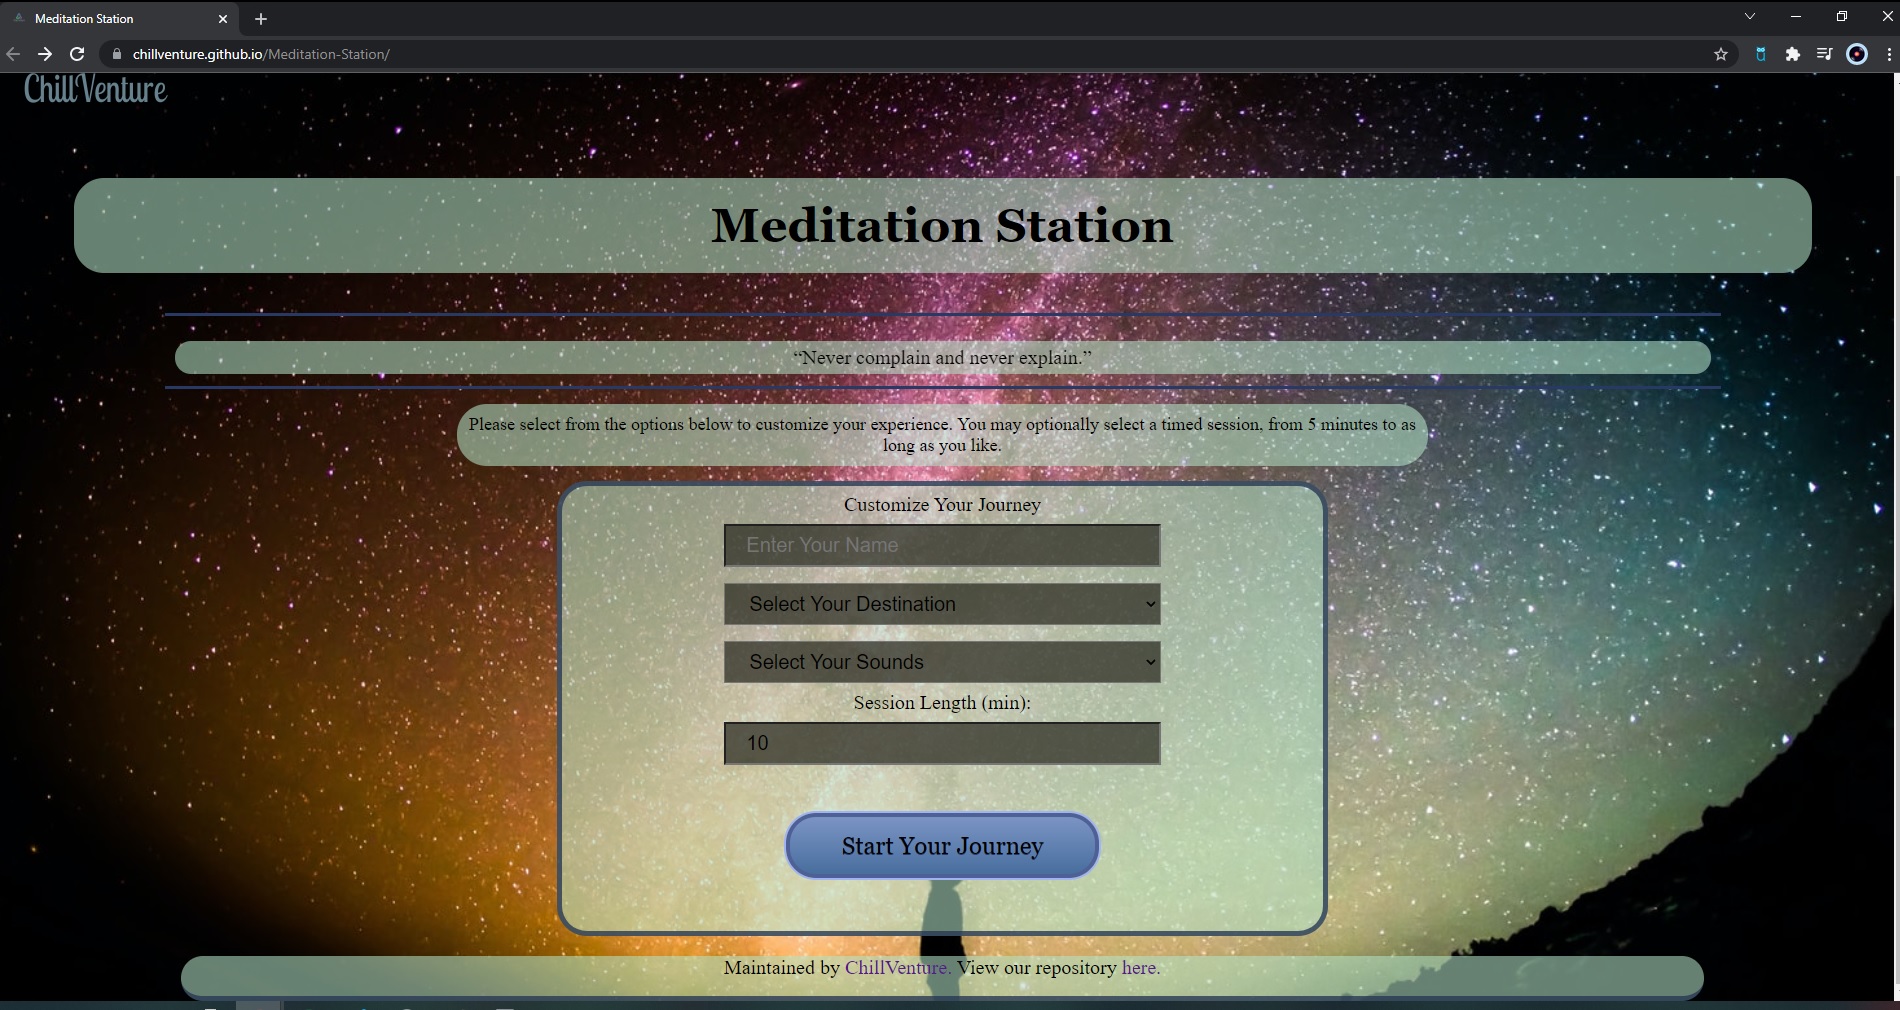 Meditation Station
chillventure.github.io/Meditation-Station/
ChillVenture
Meditation Station
“Never complain and never explain.”
Please select from the options below to customize your experience. You may optionally select a timed session, from 5 minutes to as
long as you like.
Customize Your Journey
Enter Your Name
Select Your Destination
Select Your Sounds
Session Length (min):
10
Start Your Journey
Maintained by ChillVenture. View our repository here.